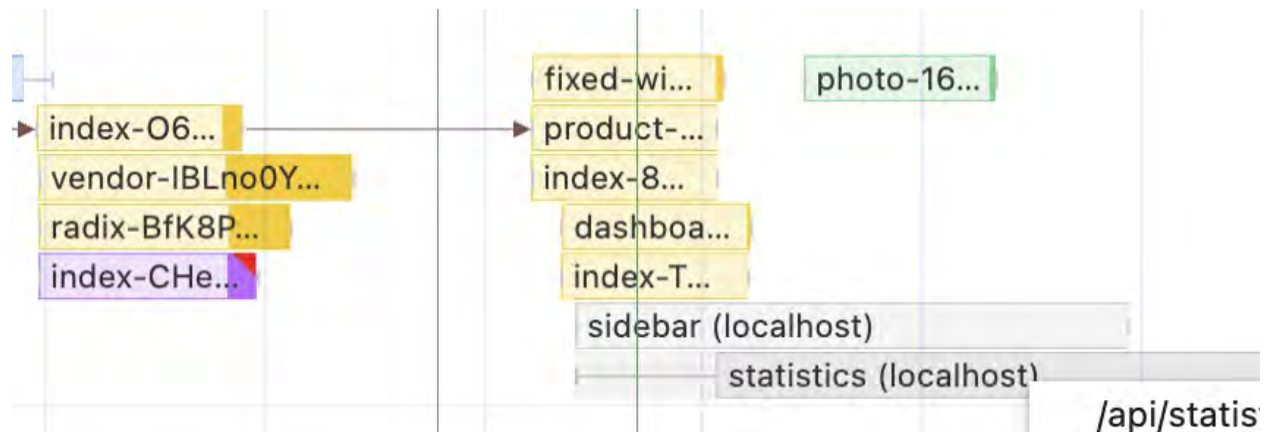 fixed-wi... photo-16...
index-O6... product-...
vendor-IBLno0Y... index-8...
radix-BfK8P... dashboa...
index-CHe... index-T...
sidebar (localhost)
statistics (localhost)
/api/statis